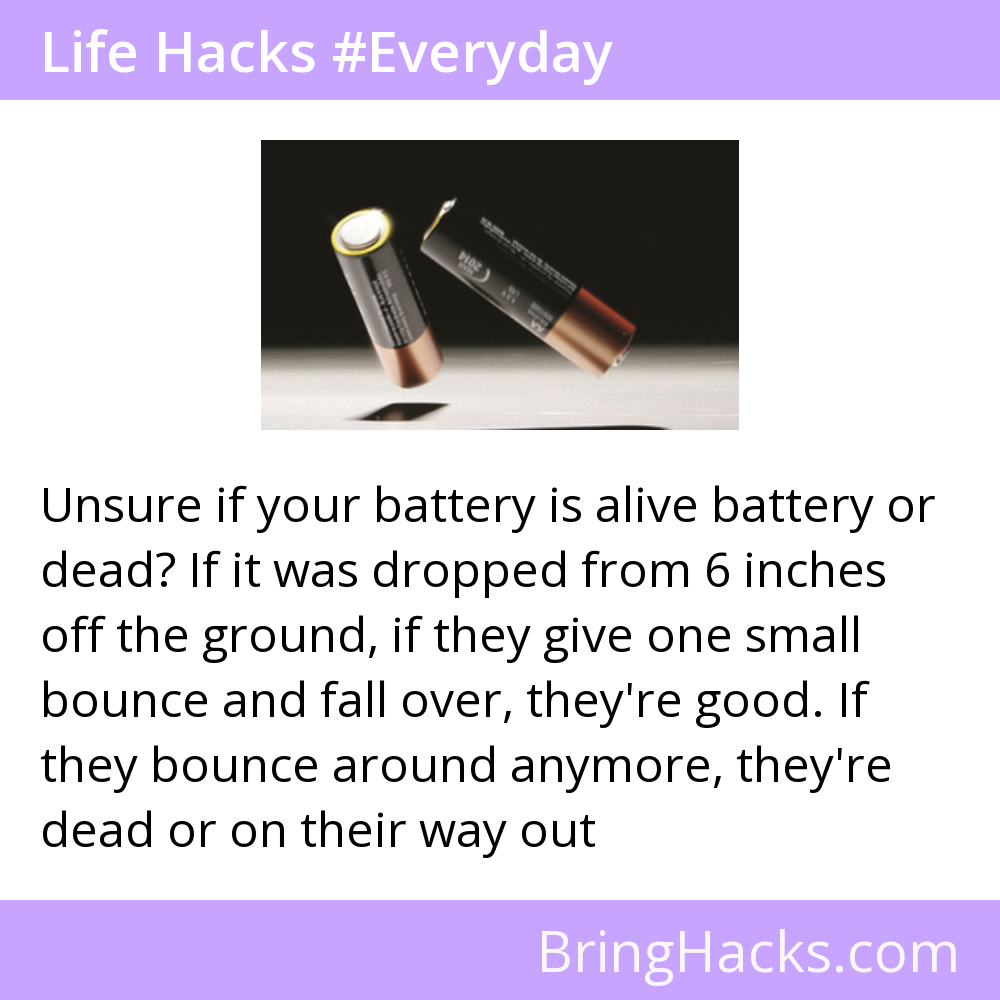 Life Hacks #Everyday
2014
AA
Unsure if your battery is alive battery or
dead? If it was dropped from 6 inches
off the ground, if they give one small
bounce and fall over, they're good. If
they bounce around anymore, they're
dead or on their way out
BringHacks.com